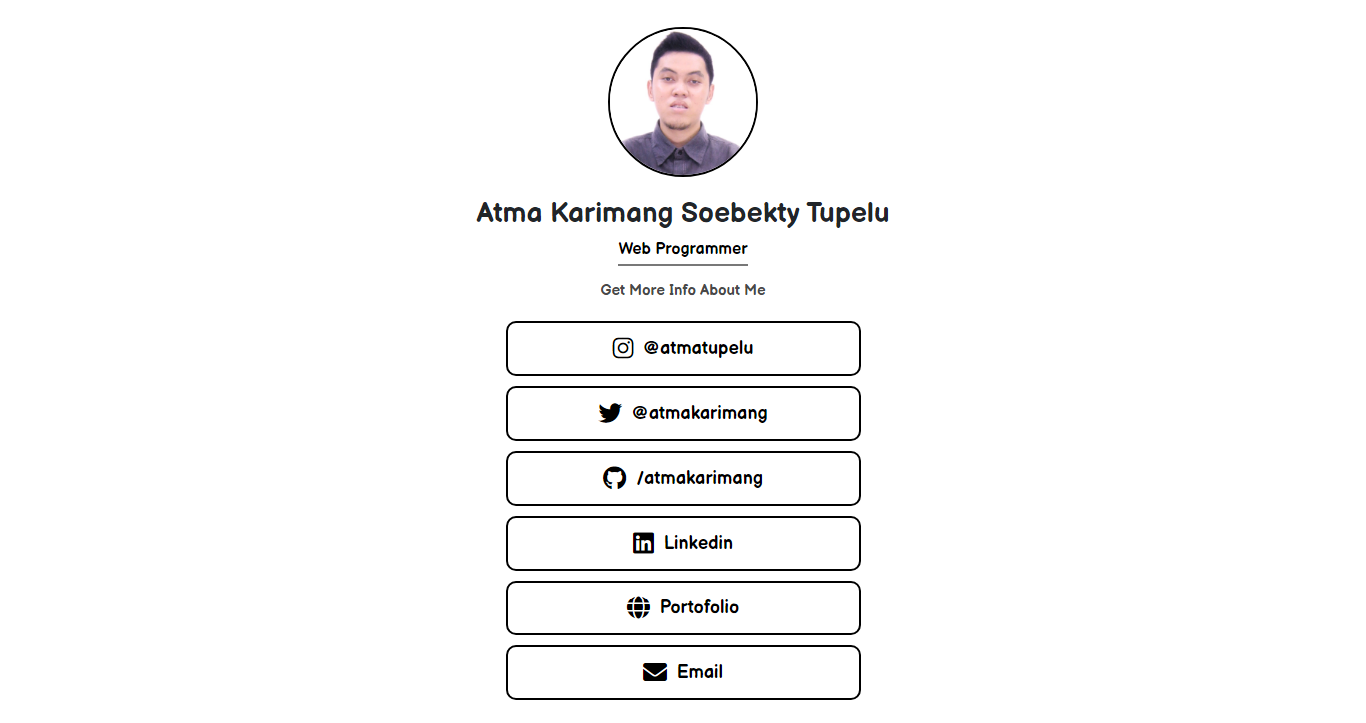 Atma Karimang Soebekty Tupelu
Web Programmer
Get More Info About Me
@atmatupelu
@atmakarimang
/atmakarimang
Linkedin
Portofolio
Email